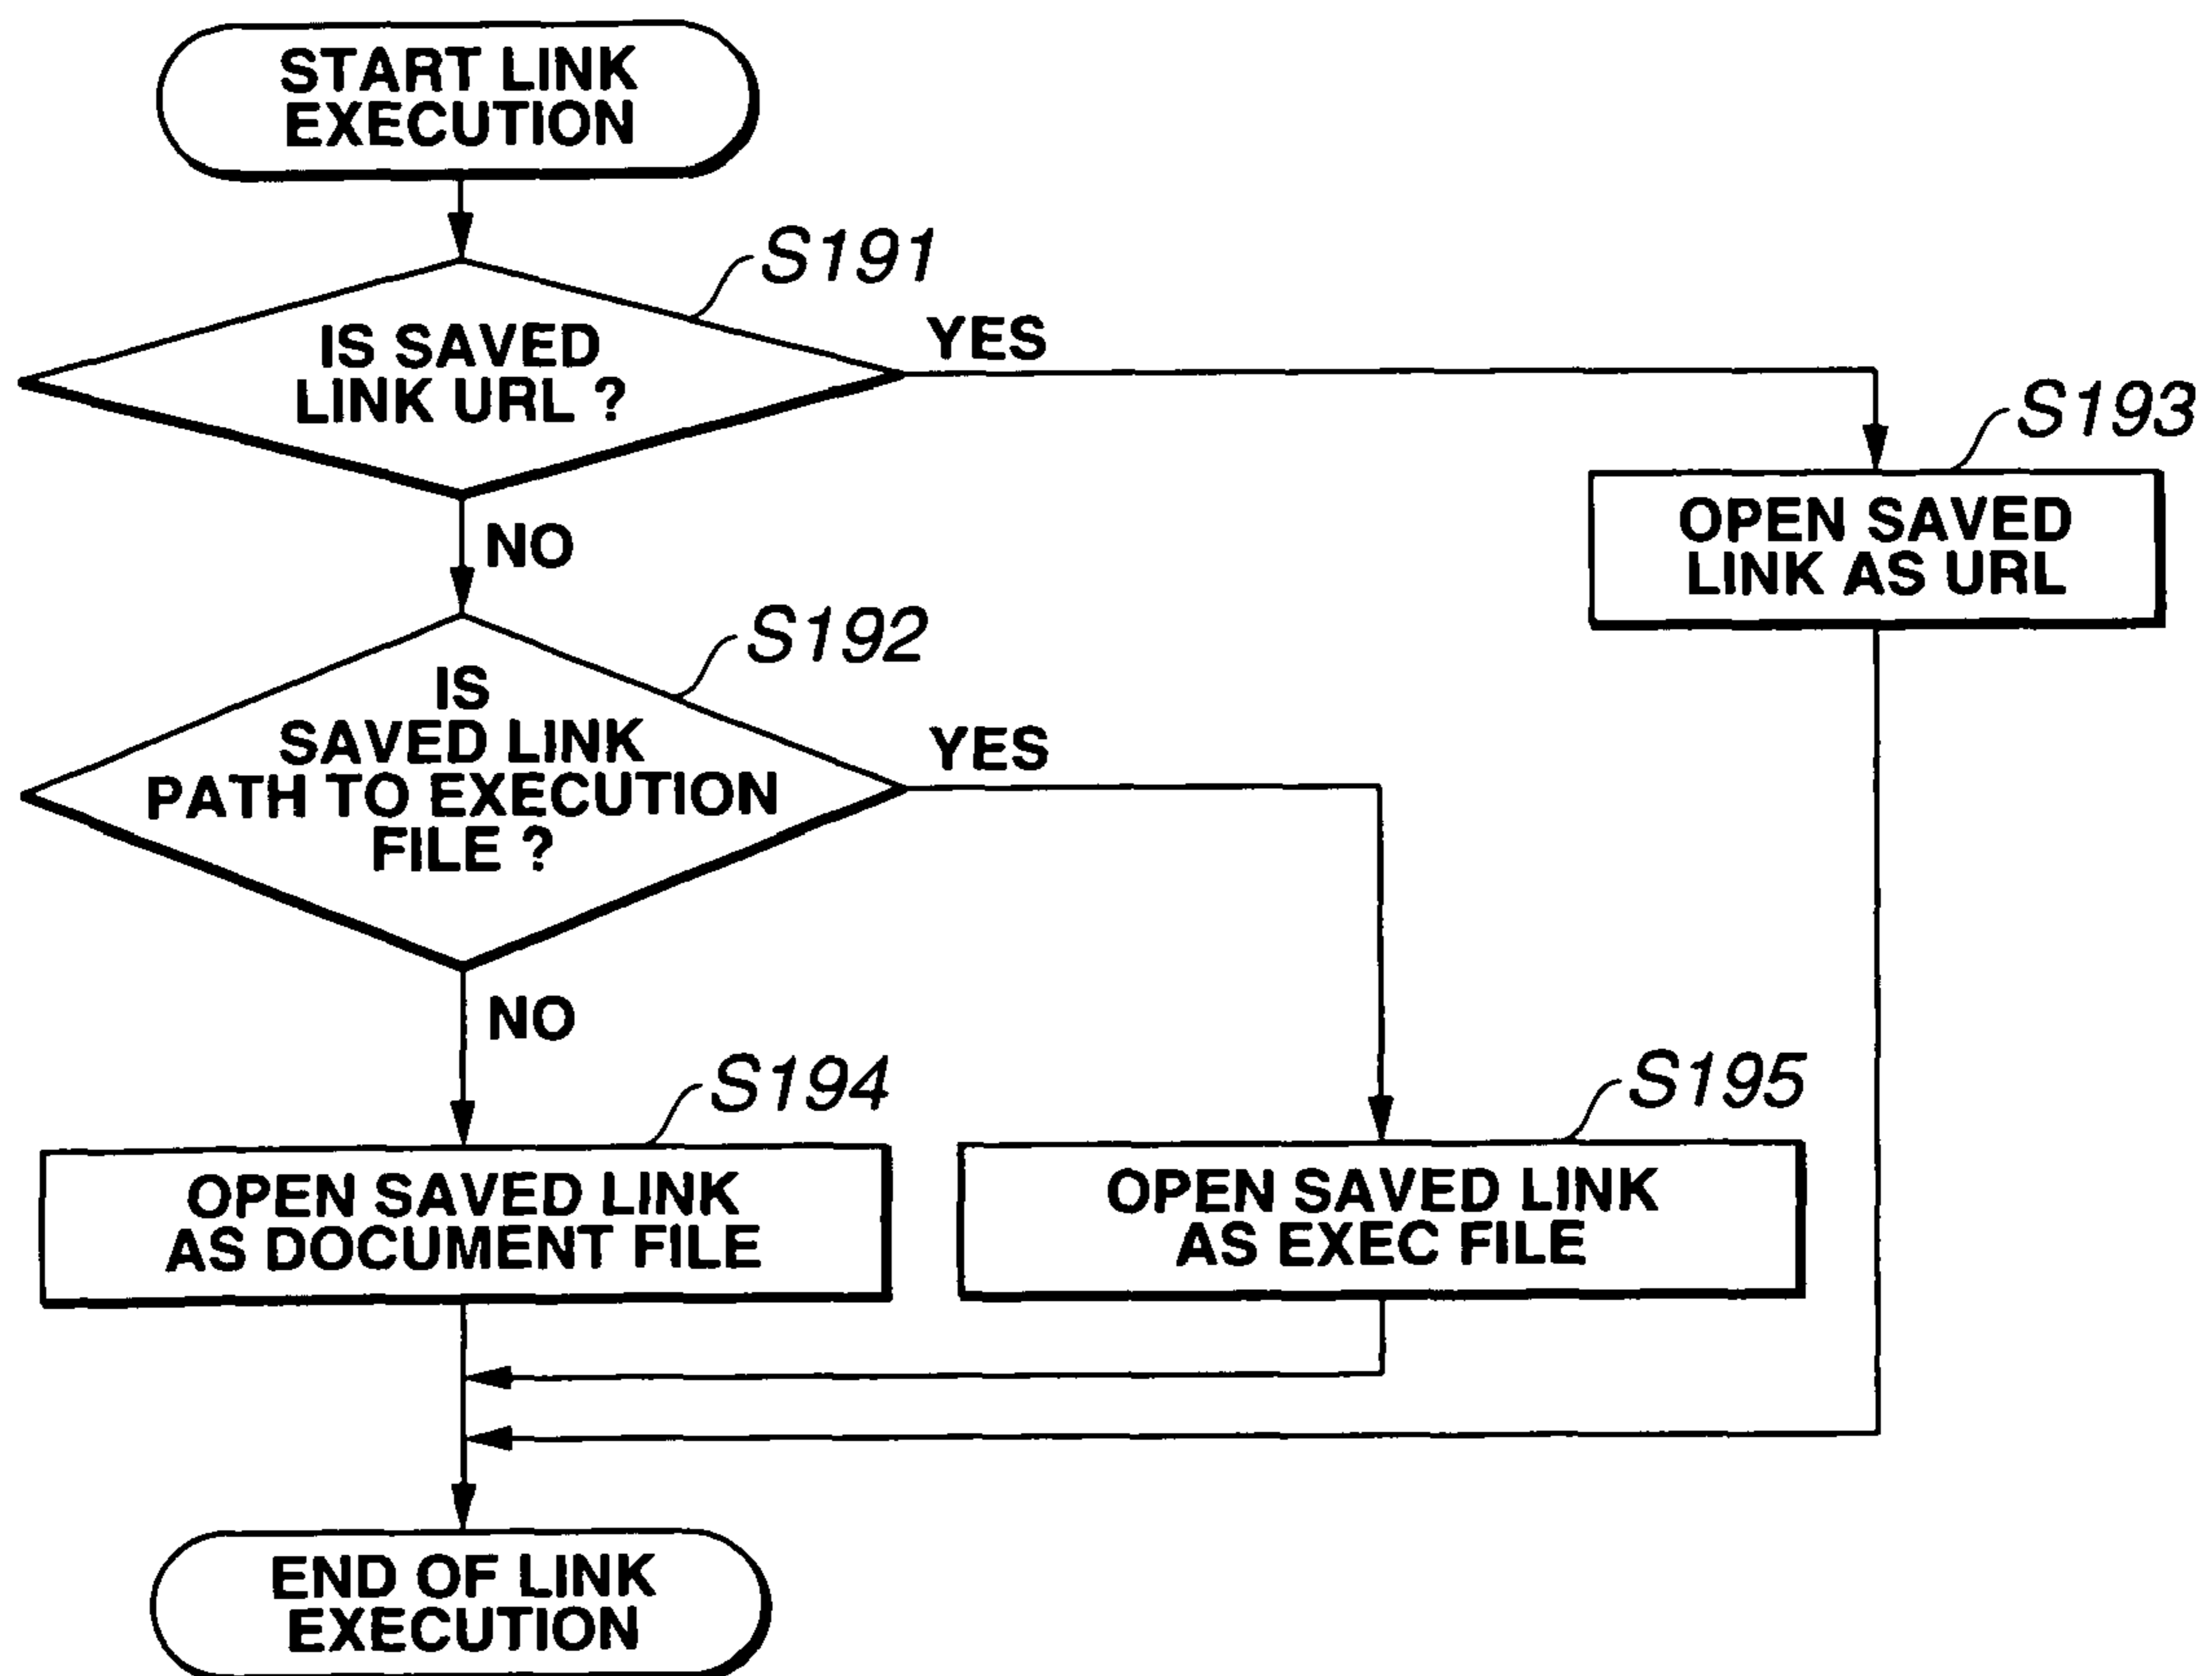 START LINK
EXECUTION
S191
IS SAVED
LINK URL ?
YES
S193
OPEN SAVED
LINK AS URL
NO
S192
IS
SAVED LINK
PATH TO EXECUTION
FILE ?
YES
NO
S194
OPEN SAVED LINK
AS DOCUMENT FILE
S195
OPEN SAVED LINK
AS EXEC FILE
END OF LINK
EXECUTION